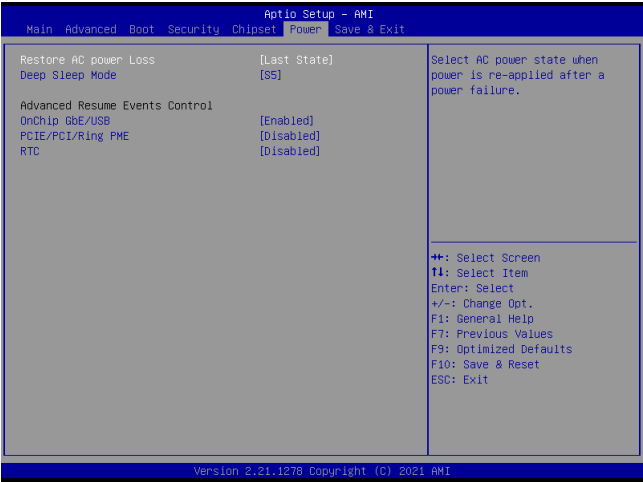 Aptio Setup – AMI
Main Advanced Boot Security Chipset Power Save & Exit
Restore AC power Loss [Last State]
Deep Sleep Mode [S5]
Advanced Resume Events Control
OnChip GbE/USB [Enabled]
PCIE/PCI/Ring PME [Disabled]
RTC [Disabled]
Select AC power state when
power is re-applied after a
power failure.
→←: Select Screen
↑↓: Select Item
Enter: Select
+/-: Change Opt.
F1: General Help
F7: Previous Values
F9: Optimized Defaults
F10: Save & Reset
ESC: Exit
Version 2.21.1278 Copyright (C) 2021 AMI